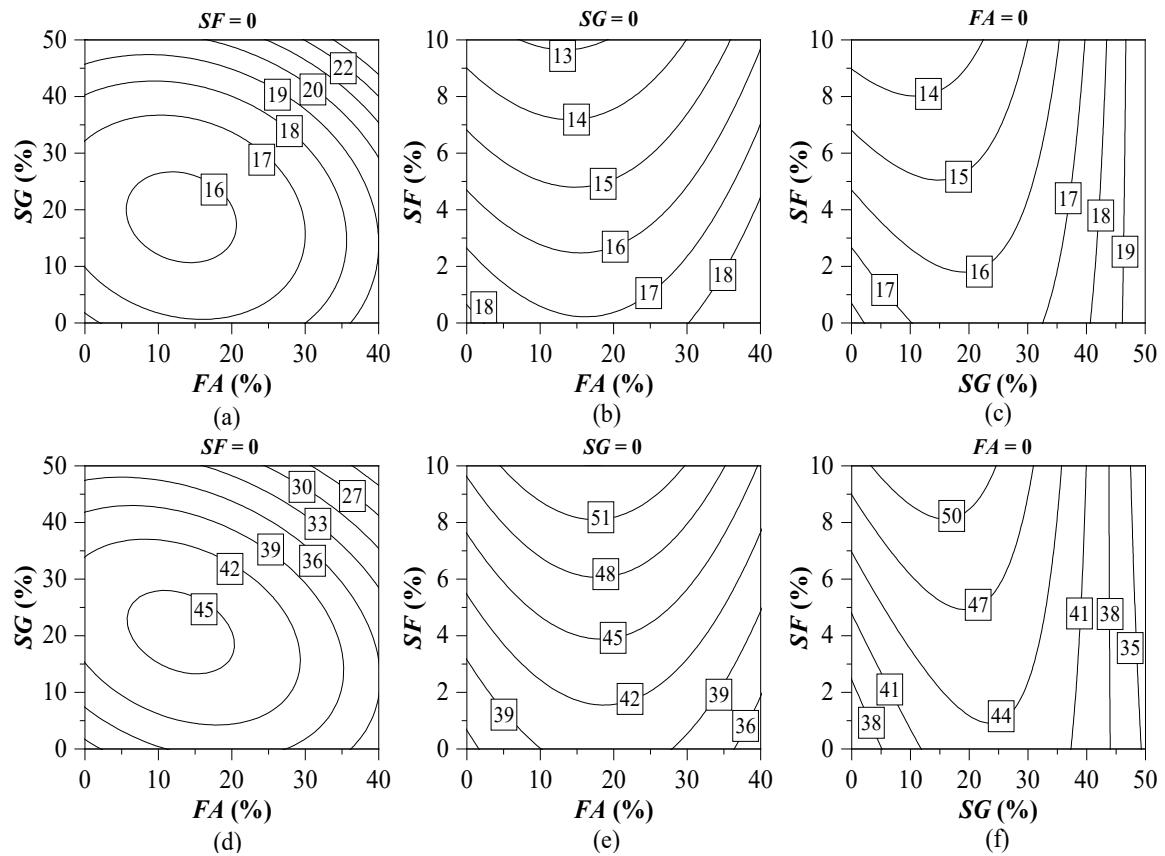 SF = 0
SG = 0
FA = 0
50
40
30
20
10
0
SG (%)
22
20
19
18
17
16
0 10 20 30 40
FA (%)
(a)
10
8
6
4
2
0
SF (%)
13
14
15
16
17
18
18
0 10 20 30 40
FA (%)
(b)
10
8
6
4
2
0
SF (%)
14
15
17
18
19
16
17
0 10 20 30 40 50
SG (%)
(c)
SF = 0
SG = 0
FA = 0
50
40
30
20
10
0
SG (%)
30
27
33
39
36
42
45
0 10 20 30 40
FA (%)
(d)
10
8
6
4
2
0
SF (%)
51
48
45
42
39
39
36
0 10 20 30 40
FA (%)
(e)
10
8
6
4
2
0
SF (%)
50
47
41
38
35
41
44
38
0 10 20 30 40 50
SG (%)
(f)